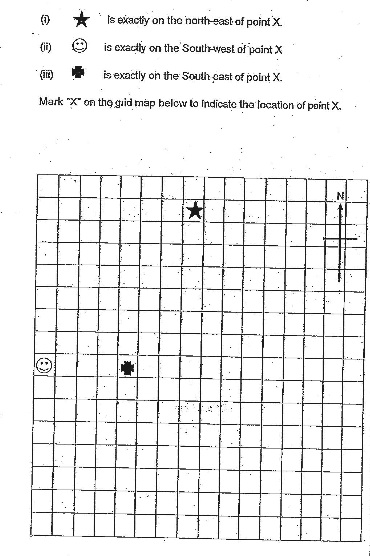 (i) ★ is exactly on the north-east of point X.
(ii) ☺ is exactly on the South-west of point X
(iii) ✚ is exactly on the South east of point X.
Mark "X" on the grid map below to indicate the location of point X.
N